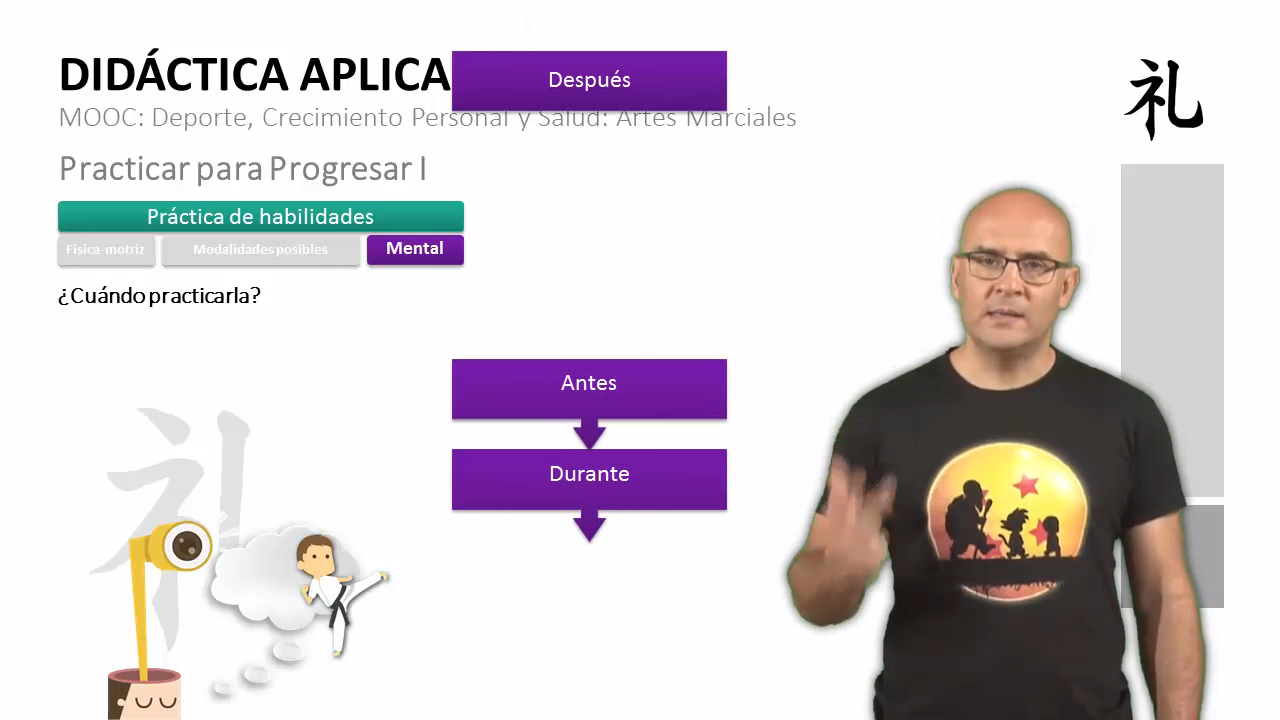 DIDÁCTICA APLICA
Después
MOOC: Deporte, Crecimiento Personal y Salud: Artes Marciales
礼
Practicar para Progresar I
Práctica de habilidades
Física-motriz Modalidades posibles Mental
¿Cuándo practicarla?
Antes
Durante
礼